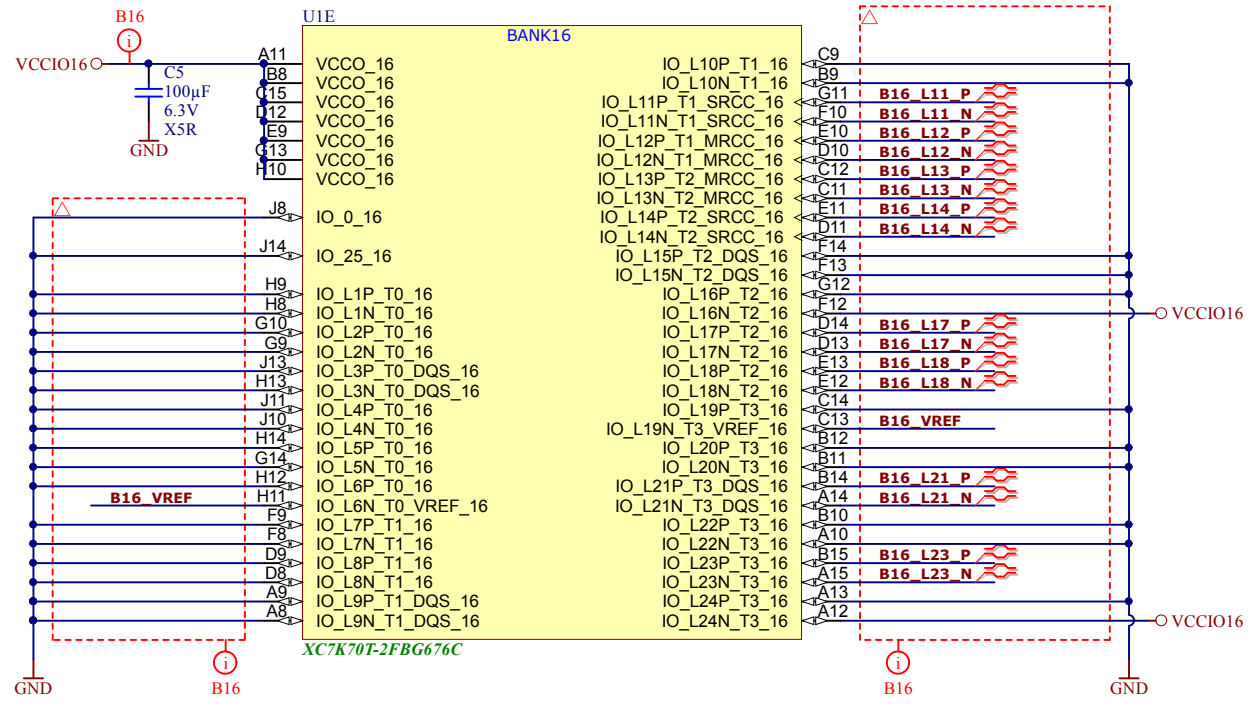 B16
U1E
BANK16
VCCIO16
C5
100µF
6.3V
X5R
GND
A11 VCCO_16
B8 VCCO_16
C15 VCCO_16
D12 VCCO_16
E9 VCCO_16
G13 VCCO_16
H10 VCCO_16
J8 IO_0_16
J14 IO_25_16
H9 IO_L1P_T0_16
H8 IO_L1N_T0_16
G10 IO_L2P_T0_16
G9 IO_L2N_T0_16
J13 IO_L3P_T0_DQS_16
H13 IO_L3N_T0_DQS_16
J11 IO_L4P_T0_16
J10 IO_L4N_T0_16
H14 IO_L5P_T0_16
G14 IO_L5N_T0_16
H12 IO_L6P_T0_16
B16_VREF H11 IO_L6N_T0_VREF_16
F9 IO_L7P_T1_16
F8 IO_L7N_T1_16
D9 IO_L8P_T1_16
D8 IO_L8N_T1_16
A9 IO_L9P_T1_DQS_16
A8 IO_L9N_T1_DQS_16
IO_L10P_T1_16 C9
IO_L10N_T1_16 B9
IO_L11P_T1_SRCC_16 G11 B16_L11_P
IO_L11N_T1_SRCC_16 F10 B16_L11_N
IO_L12P_T1_MRCC_16 E10 B16_L12_P
IO_L12N_T1_MRCC_16 D10 B16_L12_N
IO_L13P_T2_MRCC_16 C12 B16_L13_P
IO_L13N_T2_MRCC_16 C11 B16_L13_N
IO_L14P_T2_SRCC_16 E11 B16_L14_P
IO_L14N_T2_SRCC_16 D11 B16_L14_N
IO_L15P_T2_DQS_16 F14
IO_L15N_T2_DQS_16 F13
IO_L16P_T2_16 G12
IO_L16N_T2_16 F12 VCCIO16
IO_L17P_T2_16 D14 B16_L17_P
IO_L17N_T2_16 D13 B16_L17_N
IO_L18P_T2_16 E13 B16_L18_P
IO_L18N_T2_16 E12 B16_L18_N
IO_L19P_T3_16 C14
IO_L19N_T3_VREF_16 C13 B16_VREF
IO_L20P_T3_16 B12
IO_L20N_T3_16 B11
IO_L21P_T3_DQS_16 B14 B16_L21_P
IO_L21N_T3_DQS_16 A14 B16_L21_N
IO_L22P_T3_16 B10
IO_L22N_T3_16 A10
IO_L23P_T3_16 B15 B16_L23_P
IO_L23N_T3_16 A15 B16_L23_N
IO_L24P_T3_16 A13
IO_L24N_T3_16 A12 VCCIO16
XC7K70T-2FBG676C
GND
i
B16
i
B16
GND